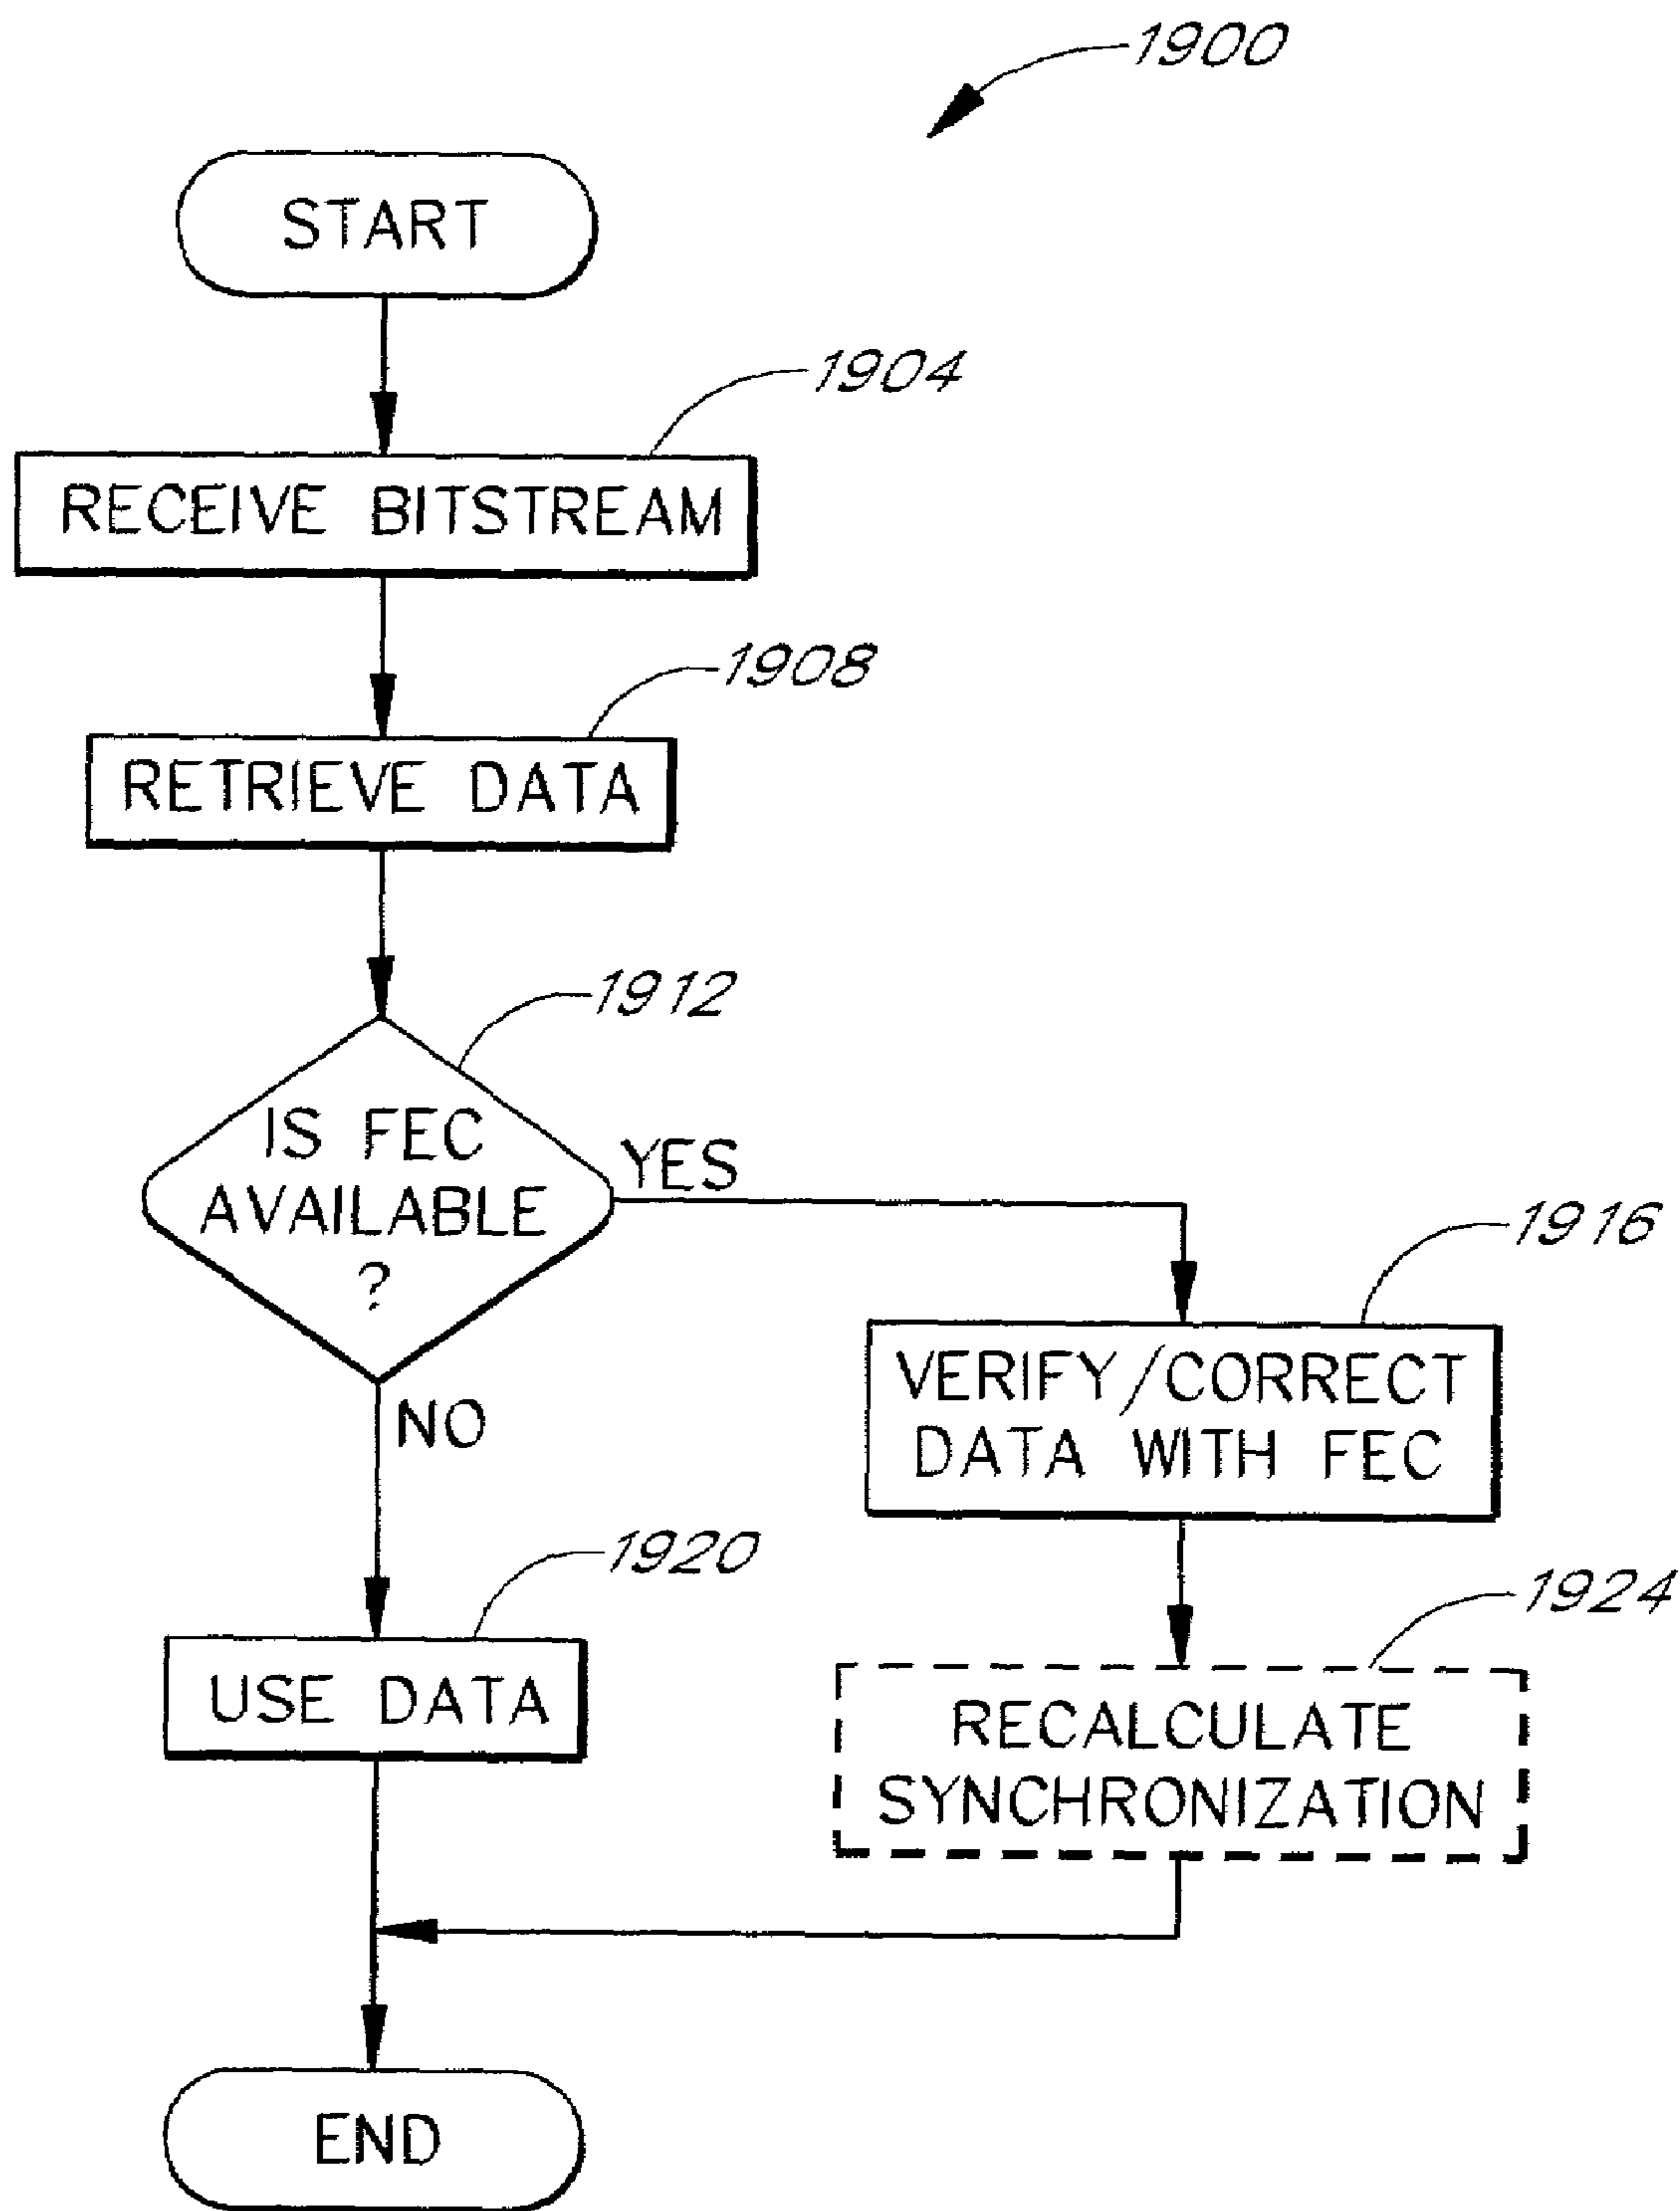 1900
START
1904
RECEIVE BITSTREAM
1908
RETRIEVE DATA
1912
IS FEC
AVAILABLE
?
YES
NO
1916
VERIFY/CORRECT
DATA WITH FEC
1920
USE DATA
1924
RECALCULATE
SYNCHRONIZATION
END